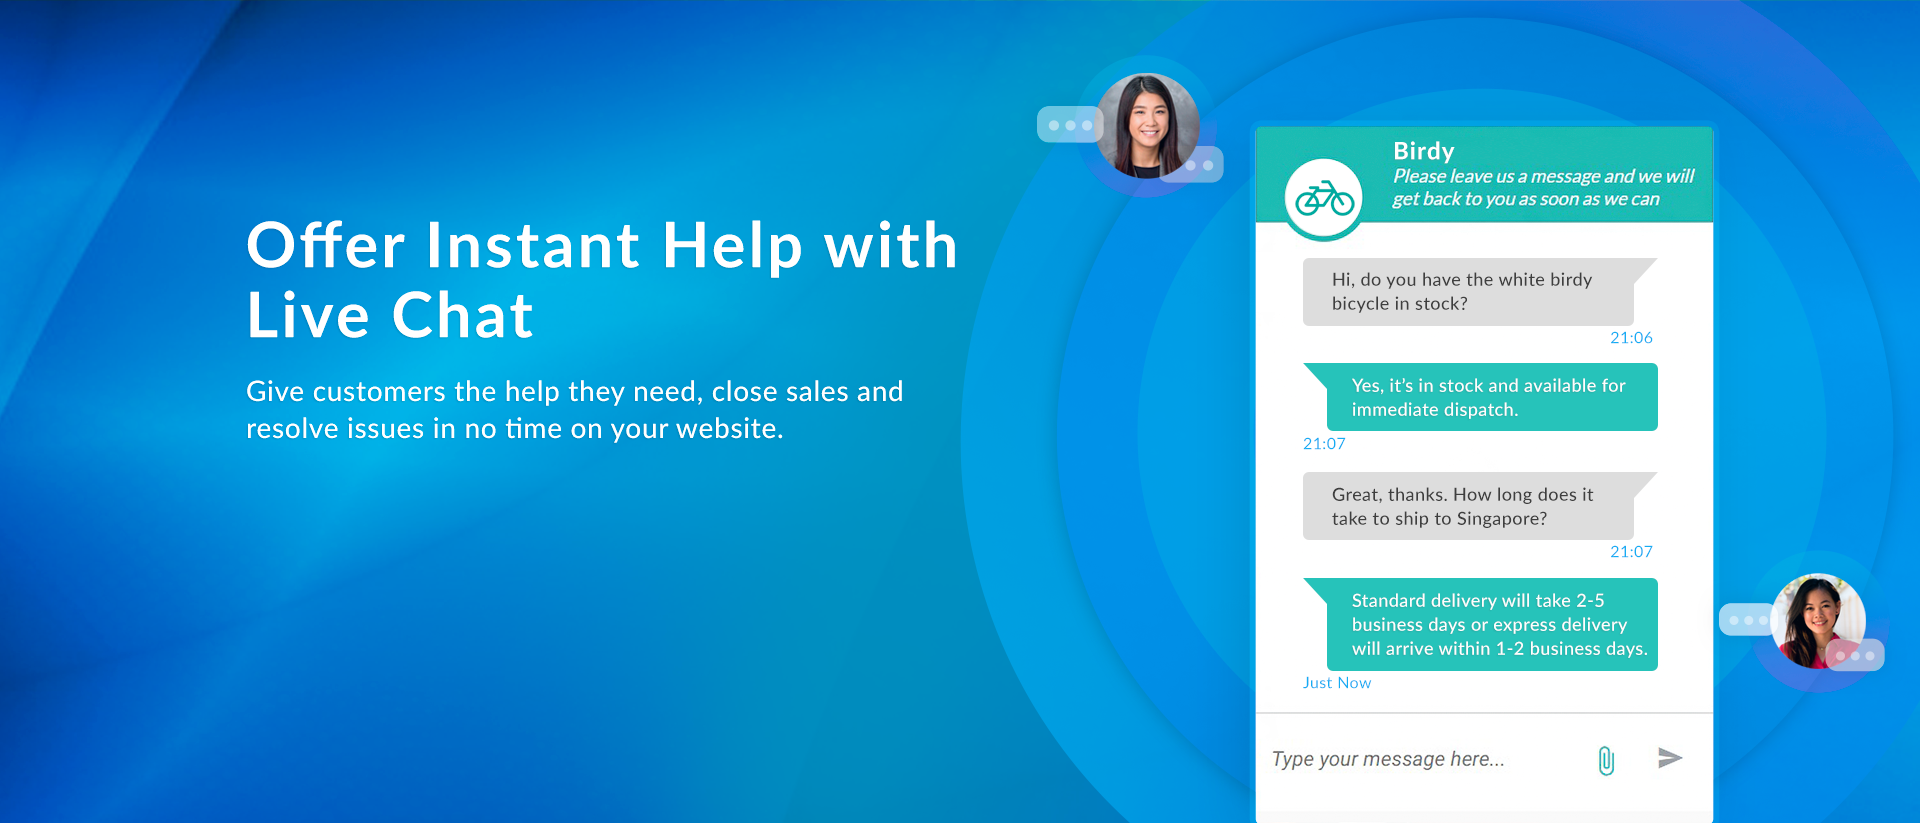 Offer Instant Help with
Live Chat
Give customers the help they need, close sales and
resolve issues in no time on your website.
Birdy
Please leave us a message and we will
get back to you as soon as we can
Hi, do you have the white birdy
bicycle in stock?
21:06
Yes, it’s in stock and available for
immediate dispatch.
21:07
Great, thanks. How long does it
take to ship to Singapore?
21:07
Standard delivery will take 2-5
business days or express delivery
will arrive within 1-2 business days.
Just Now
Type your message here...